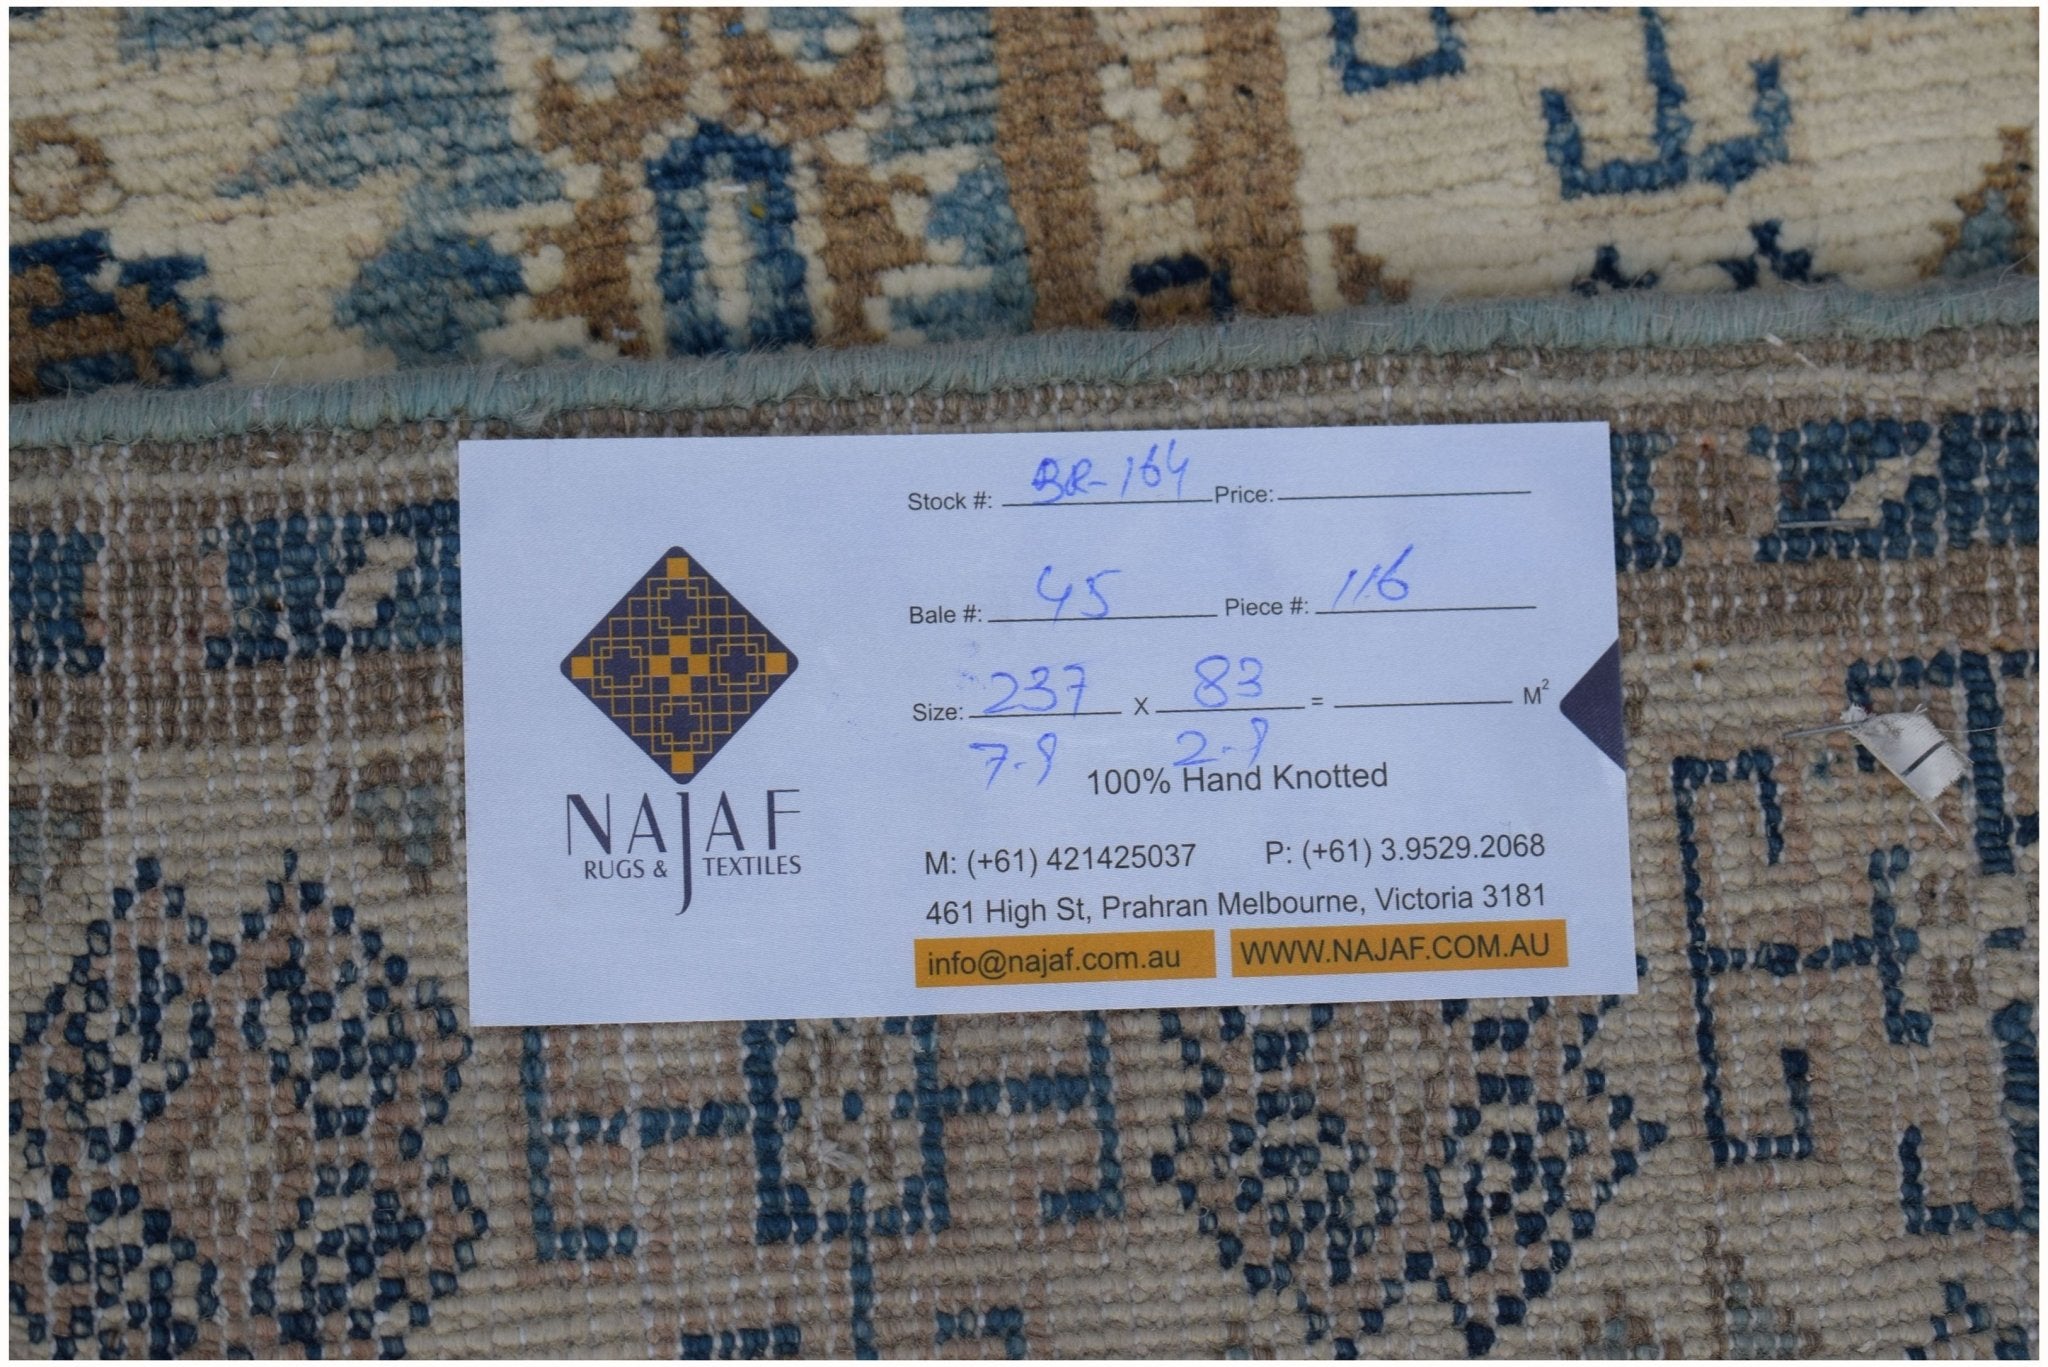 Stock #: BR-164 Price:
Bale #: 45 Piece #: 116
Size: 237 X 83 = M²
7-9 2-9
100% Hand Knotted
NAJAF
RUGS & TEXTILES
M: (+61) 421425037 P: (+61) 3.9529.2068
461 High St, Prahran Melbourne, Victoria 3181
info@najaf.com.au WWW.NAJAF.COM.AU